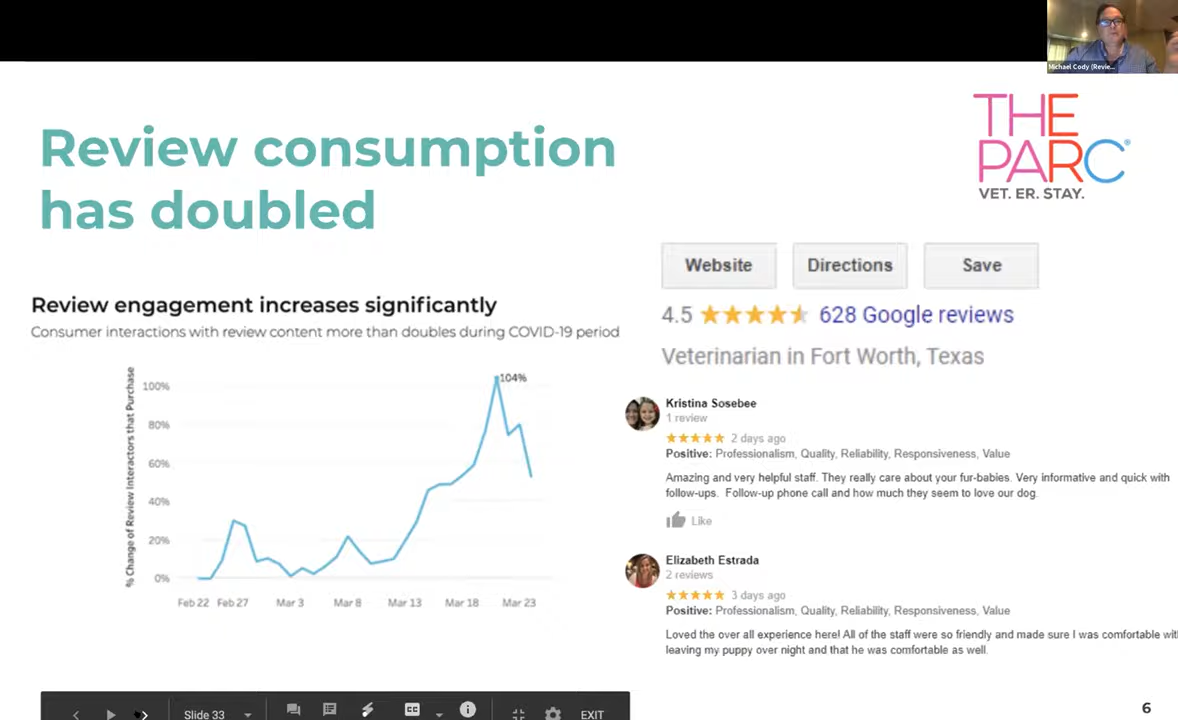 Michael Cody (Revie...
THE
PARC®
VET. ER. STAY.
Review consumption
has doubled
Review engagement increases significantly
Consumer interactions with review content more than doubles during COVID-19 period
% Change of Review Interactors that Purchase
100%
80%
60%
40%
20%
0%
104%
Feb 22 Feb 27 Mar 3 Mar 8 Mar 13 Mar 18 Mar 23
Website Directions Save
4.5 628 Google reviews
Veterinarian in Fort Worth, Texas
Kristina Sosebee
1 review
2 days ago
Positive: Professionalism, Quality, Reliability, Responsiveness, Value
Amazing and very helpful staff. They really care about your fur-babies. Very informative and quick with
follow-ups. Follow-up phone call and how much they seem to love our dog.
Like
Elizabeth Estrada
2 reviews
3 days ago
Positive: Professionalism, Quality, Reliability, Responsiveness, Value
Loved the over all experience here! All of the staff were so friendly and made sure I was comfortable wit
leaving my puppy over night and that he was comfortable as well.
Slide 33
CC
EXIT
6